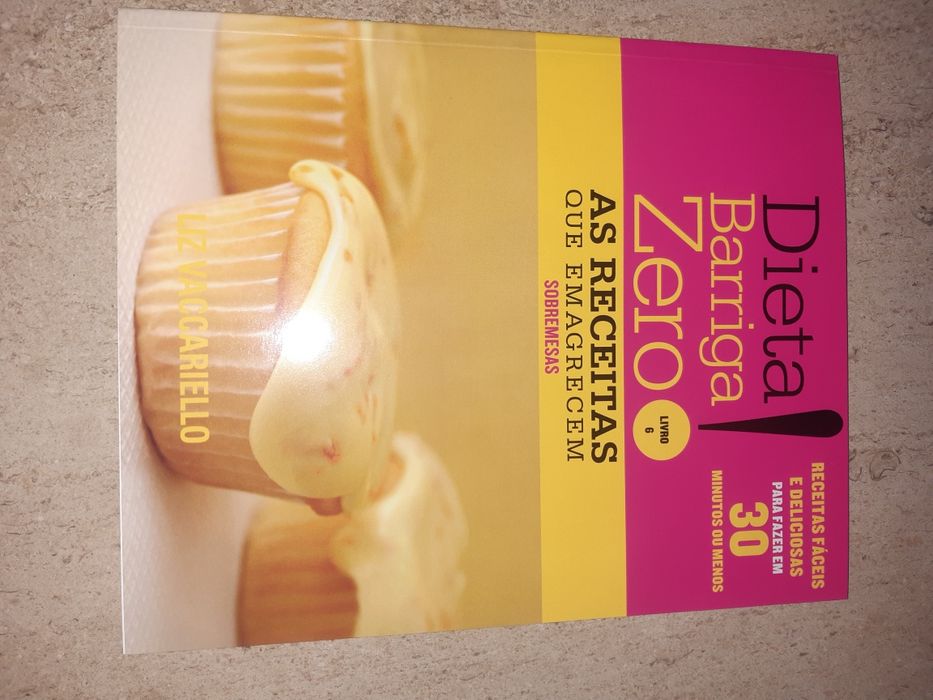 Dieta!
Barriga
Zero
LIVRO
6
RECEITAS FÁCEIS
E DELICIOSAS
PARA FAZER EM
30
MINUTOS OU MENOS
AS RECEITAS
QUE EMAGRECEM
SOBREMESAS
LIZ VACCARIELLO